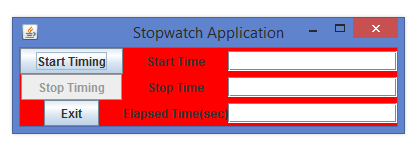 Stopwatch Application
Start Timing Start Time
Stop Timing Stop Time
Exit Elapsed Time(sec)